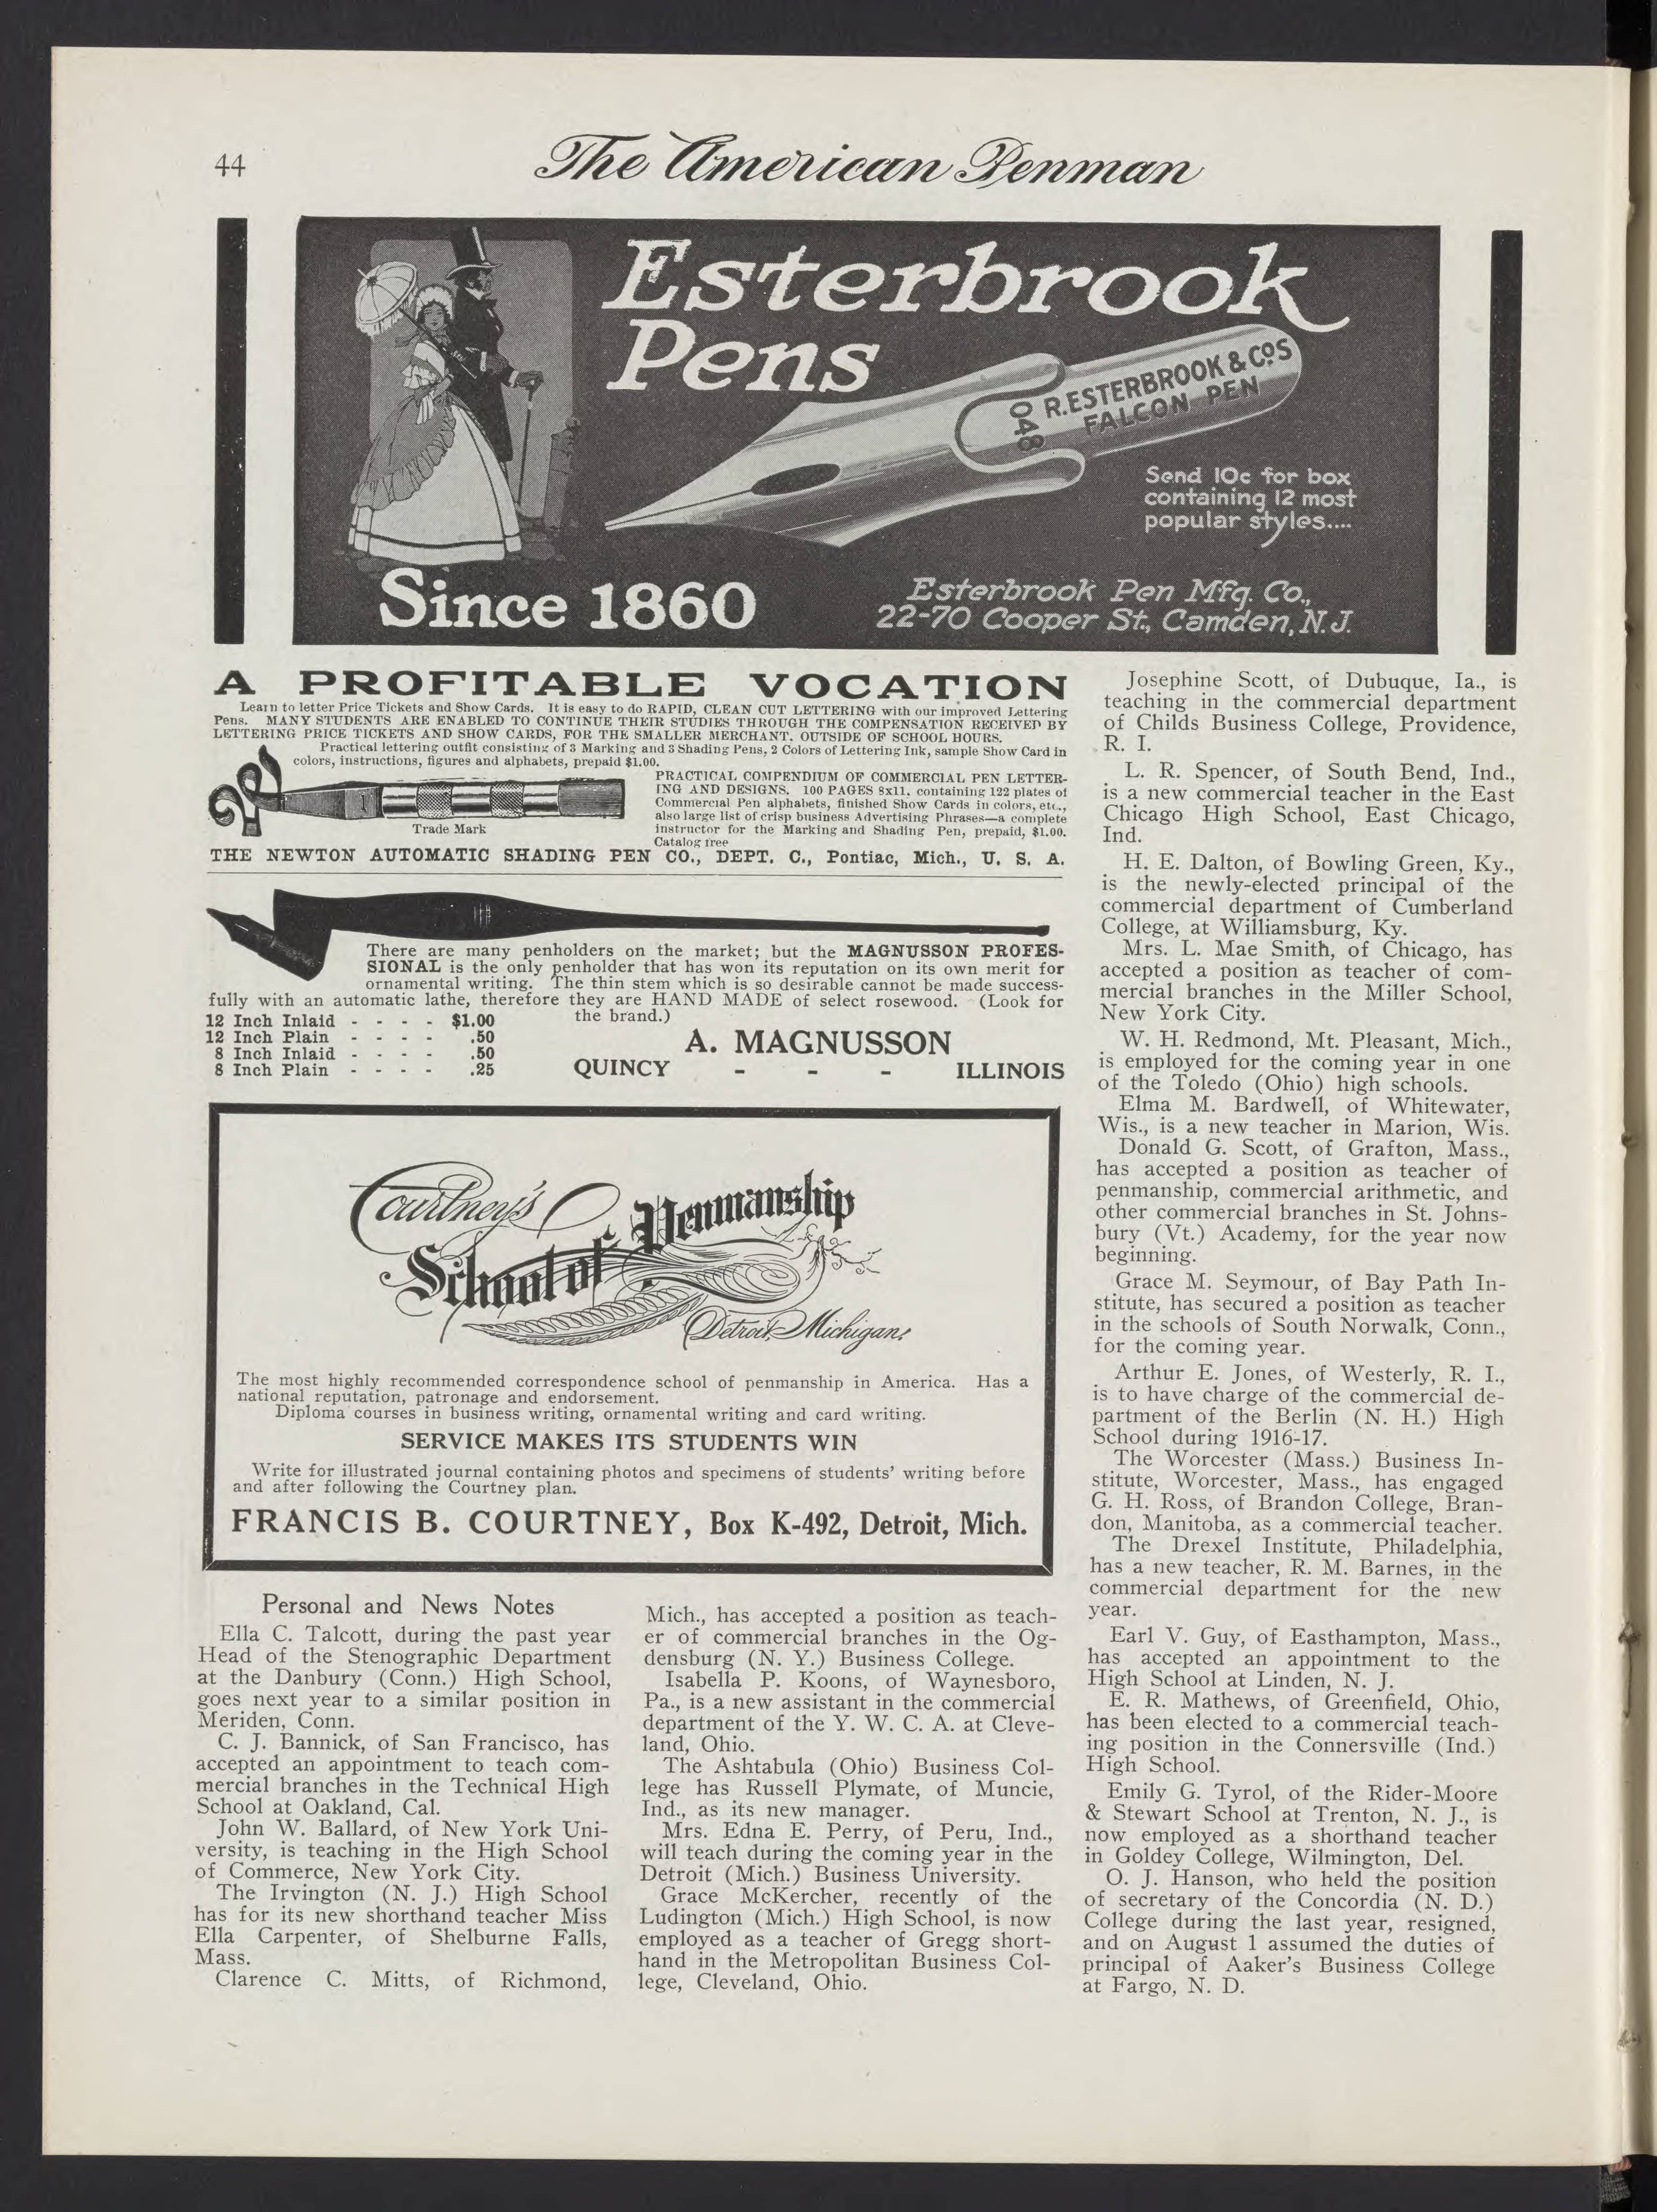 44
The American Penman
Esterbrook
Pens
R.ESTERBROOK & COS
048
FALCON PEN
Send 10c for box
containing 12 most
popular styles....
Since 1860
Esterbrook Pen Mfg. Co.,
22-70 Cooper St., Camden, N.J.
A PROFITABLE VOCATION
Learn to letter Price Tickets and Show Cards. It is easy to do RAPID, CLEAN CUT LETTERING with our improved Lettering
Pens. MANY STUDENTS ARE ENABLED TO CONTINUE THEIR STUDIES THROUGH THE COMPENSATION RECEIVED BY
LETTERING PRICE TICKETS AND SHOW CARDS, FOR THE SMALLER MERCHANT, OUTSIDE OF SCHOOL HOURS.
Practical lettering outfit consisting of 3 Marking and 3 Shading Pens, 2 Colors of Lettering Ink, sample Show Card in
colors, instructions, figures and alphabets, prepaid $1.00.
PRACTICAL COMPENDIUM OF COMMERCIAL PEN LETTER-
ING AND DESIGNS. 100 PAGES 8x11, containing 122 plates of
Commercial Pen alphabets, finished Show Cards in colors, etc.,
also large list of crisp business Advertising Phrases—a complete
instructor for the Marking and Shading Pen, prepaid, $1.00.
Catalog free
1
Trade Mark
THE NEWTON AUTOMATIC SHADING PEN CO., DEPT. C., Pontiac, Mich., U. S. A.
There are many penholders on the market; but the MAGNUSSON PROFES-
SIONAL is the only penholder that has won its reputation on its own merit for
ornamental writing. The thin stem which is so desirable cannot be made success-
fully with an automatic lathe, therefore they are HAND MADE of select rosewood. (Look for
the brand.)
12 Inch Inlaid - - - - $1.00
12 Inch Plain - - - - .50
8 Inch Inlaid - - - - .50
8 Inch Plain - - - - .25
A. MAGNUSSON
QUINCY - - - ILLINOIS
Courtney's
School of Penmanship
Detroit, Michigan.
The most highly recommended correspondence school of penmanship in America. Has a
national reputation, patronage and endorsement.
Diploma courses in business writing, ornamental writing and card writing.
SERVICE MAKES ITS STUDENTS WIN
Write for illustrated journal containing photos and specimens of students' writing before
and after following the Courtney plan.
FRANCIS B. COURTNEY, Box K-492, Detroit, Mich.
Personal and News Notes
Ella C. Talcott, during the past year
Head of the Stenographic Department
at the Danbury (Conn.) High School,
goes next year to a similar position in
Meriden, Conn.
C. J. Bannick, of San Francisco, has
accepted an appointment to teach com-
mercial branches in the Technical High
School at Oakland, Cal.
John W. Ballard, of New York Uni-
versity, is teaching in the High School
of Commerce, New York City.
The Irvington (N. J.) High School
has for its new shorthand teacher Miss
Ella Carpenter, of Shelburne Falls,
Mass.
Clarence C. Mitts, of Richmond,
Mich., has accepted a position as teach-
er of commercial branches in the Og-
densburg (N. Y.) Business College.
Isabella P. Koons, of Waynesboro,
Pa., is a new assistant in the commercial
department of the Y. W. C. A. at Cleve-
land, Ohio.
The Ashtabula (Ohio) Business Col-
lege has Russell Plymate, of Muncie,
Ind., as its new manager.
Mrs. Edna E. Perry, of Peru, Ind.,
will teach during the coming year in the
Detroit (Mich.) Business University.
Grace McKercher, recently of the
Ludington (Mich.) High School, is now
employed as a teacher of Gregg short-
hand in the Metropolitan Business Col-
lege, Cleveland, Ohio.
Josephine Scott, of Dubuque, Ia., is
teaching in the commercial department
of Childs Business College, Providence,
R. I.
L. R. Spencer, of South Bend, Ind.,
is a new commercial teacher in the East
Chicago High School, East Chicago,
Ind.
H. E. Dalton, of Bowling Green, Ky.,
is the newly-elected principal of the
commercial department of Cumberland
College, at Williamsburg, Ky.
Mrs. L. Mae Smith, of Chicago, has
accepted a position as teacher of com-
mercial branches in the Miller School,
New York City.
W. H. Redmond, Mt. Pleasant, Mich.,
is employed for the coming year in one
of the Toledo (Ohio) high schools.
Elma M. Bardwell, of Whitewater,
Wis., is a new teacher in Marion, Wis.
Donald G. Scott, of Grafton, Mass.,
has accepted a position as teacher of
penmanship, commercial arithmetic, and
other commercial branches in St. Johns-
bury (Vt.) Academy, for the year now
beginning.
Grace M. Seymour, of Bay Path In-
stitute, has secured a position as teacher
in the schools of South Norwalk, Conn.,
for the coming year.
Arthur E. Jones, of Westerly, R. I.,
is to have charge of the commercial de-
partment of the Berlin (N. H.) High
School during 1916-17.
The Worcester (Mass.) Business In-
stitute, Worcester, Mass., has engaged
G. H. Ross, of Brandon College, Bran-
don, Manitoba, as a commercial teacher.
The Drexel Institute, Philadelphia,
has a new teacher, R. M. Barnes, in the
commercial department for the new
year.
Earl V. Guy, of Easthampton, Mass.,
has accepted an appointment to the
High School at Linden, N. J.
E. R. Mathews, of Greenfield, Ohio,
has been elected to a commercial teach-
ing position in the Connersville (Ind.)
High School.
Emily G. Tyrol, of the Rider-Moore
& Stewart School at Trenton, N. J., is
now employed as a shorthand teacher
in Goldey College, Wilmington, Del.
O. J. Hanson, who held the position
of secretary of the Concordia (N. D.)
College during the last year, resigned,
and on August 1 assumed the duties of
principal of Aaker's Business College
at Fargo, N. D.